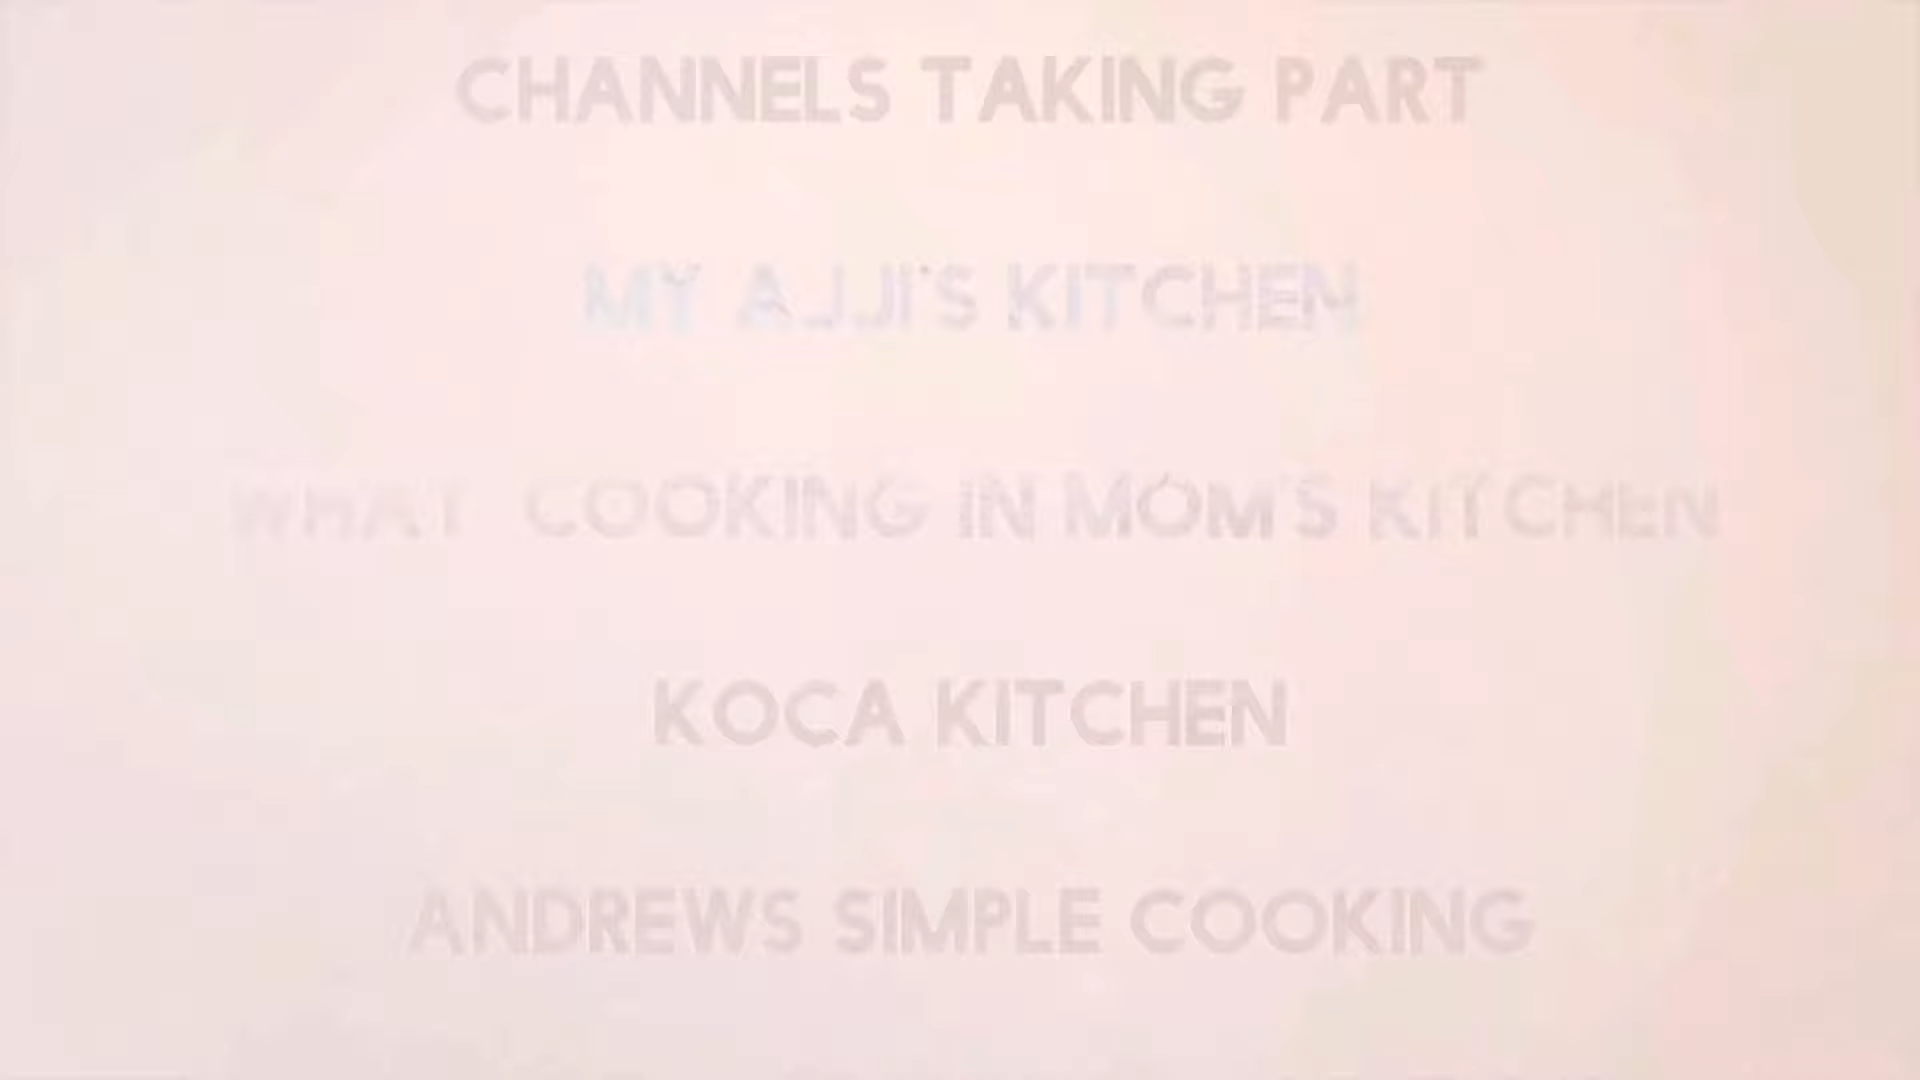 CHANNELS TAKING PART
MY AJJI'S KITCHEN
WHAT COOKING IN MOM'S KITCHEN
KOCA KITCHEN
ANDREWS SIMPLE COOKING